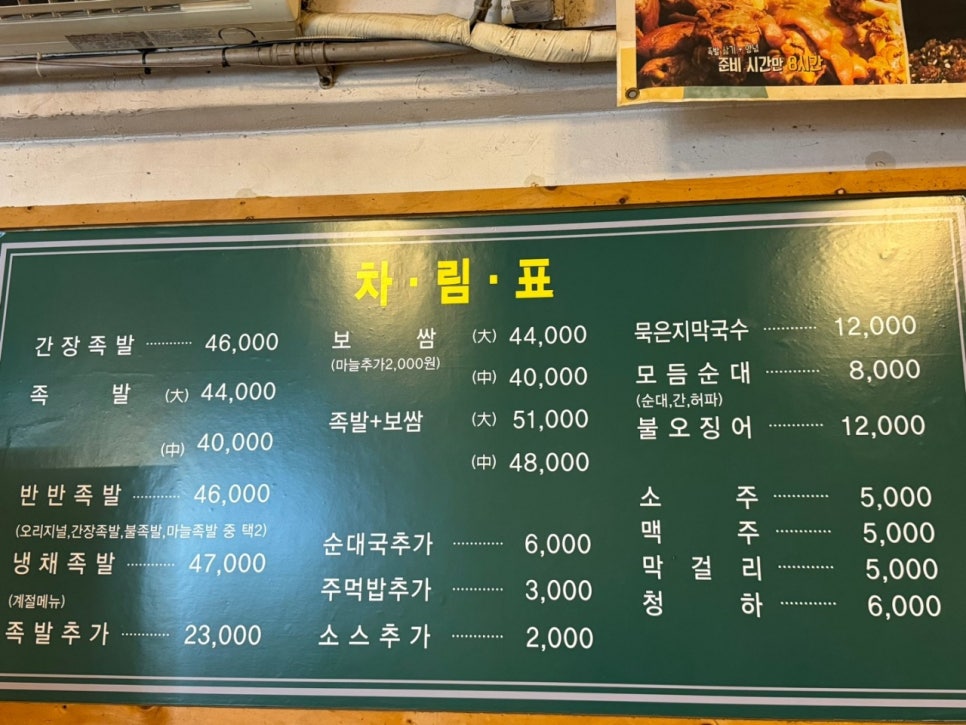 족발, 삶기 + 양념
준비 시간만 8시간
차·림·표
간장족발 ············ 46,000
족 발 (大) 44,000
(中) 40,000
반반족발 ············ 46,000
(오리지널,간장족발,불족발,마늘족발 중 택2)
냉채족발 ············ 47,000
(계절메뉴)
족발추가 ············ 23,000
보 쌈 (大) 44,000
(마늘추가2,000원)
(中) 40,000
족발+보쌈 (大) 51,000
(中) 48,000
순대국추가 ············ 6,000
주먹밥추가 ············ 3,000
소스추가 ············ 2,000
묵은지막국수 ············ 12,000
모듬순대 ············ 8,000
(순대,간,허파)
불오징어 ············ 12,000
소 주 ············ 5,000
맥 주 ············ 5,000
막걸리 ············ 5,000
청 하 ············ 6,000